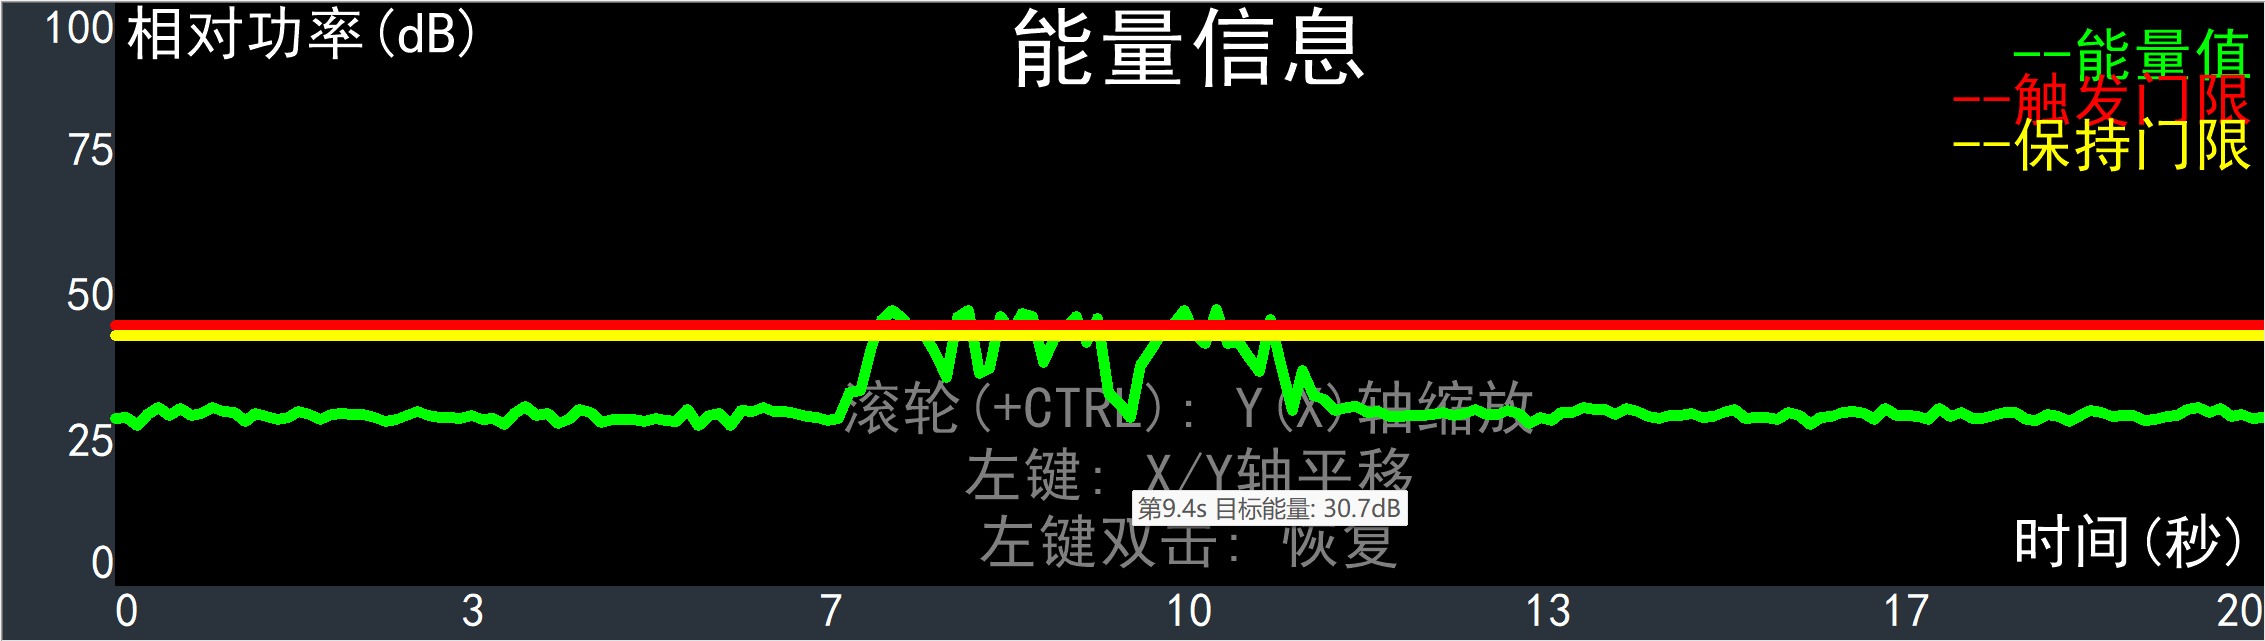 能量信息
100
相对功率(dB)
--能量值
--触发门限
--保持门限
75
50
25
0
滚轮(+CTRL): Y(X)轴缩放
左键: X/Y轴平移
第9.4s 目标能量: 30.7dB
左键双击: 恢复
时间(秒)
0 3 7 10 13 17 20